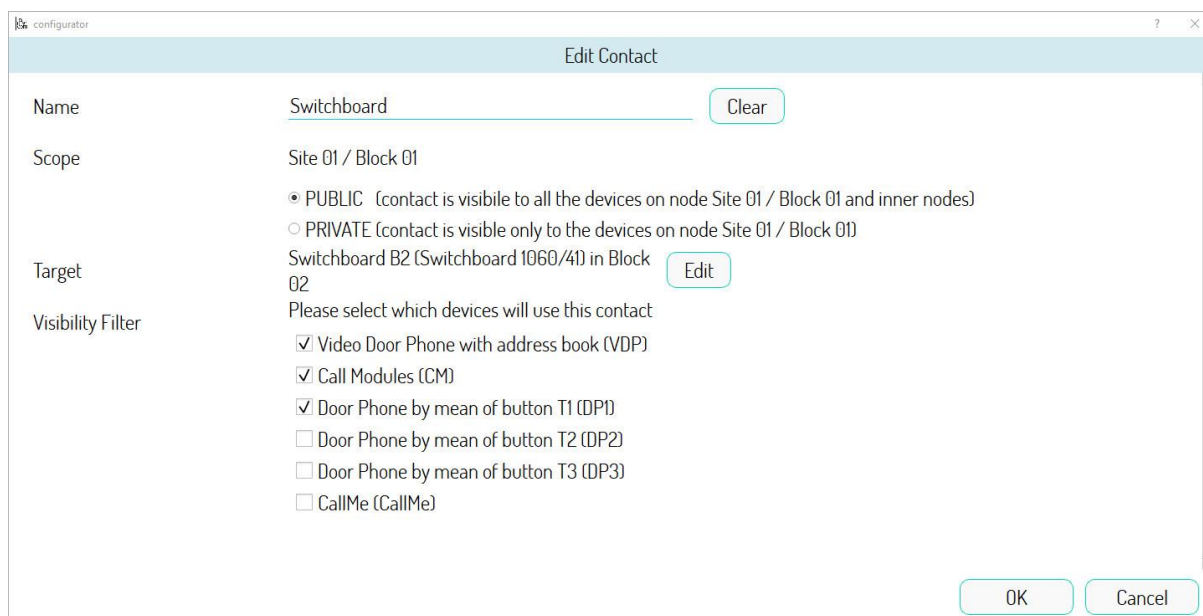 configurator
?
Edit Contact
Name
Switchboard
Clear
Scope
Site 01 / Block 01
PUBLIC (contact is visibile to all the devices on node Site 01 / Block 01 and inner nodes)
PRIVATE (contact is visible only to the devices on node Site 01 / Block 01)
Target
Switchboard B2 (Switchboard 1060/41) in Block
02
Edit
Visibility Filter
Please select which devices will use this contact
Video Door Phone with address book (VDP)
Call Modules (CM)
Door Phone by mean of button T1 (DP1)
Door Phone by mean of button T2 (DP2)
Door Phone by mean of button T3 (DP3)
CallMe (CallMe)
OK
Cancel